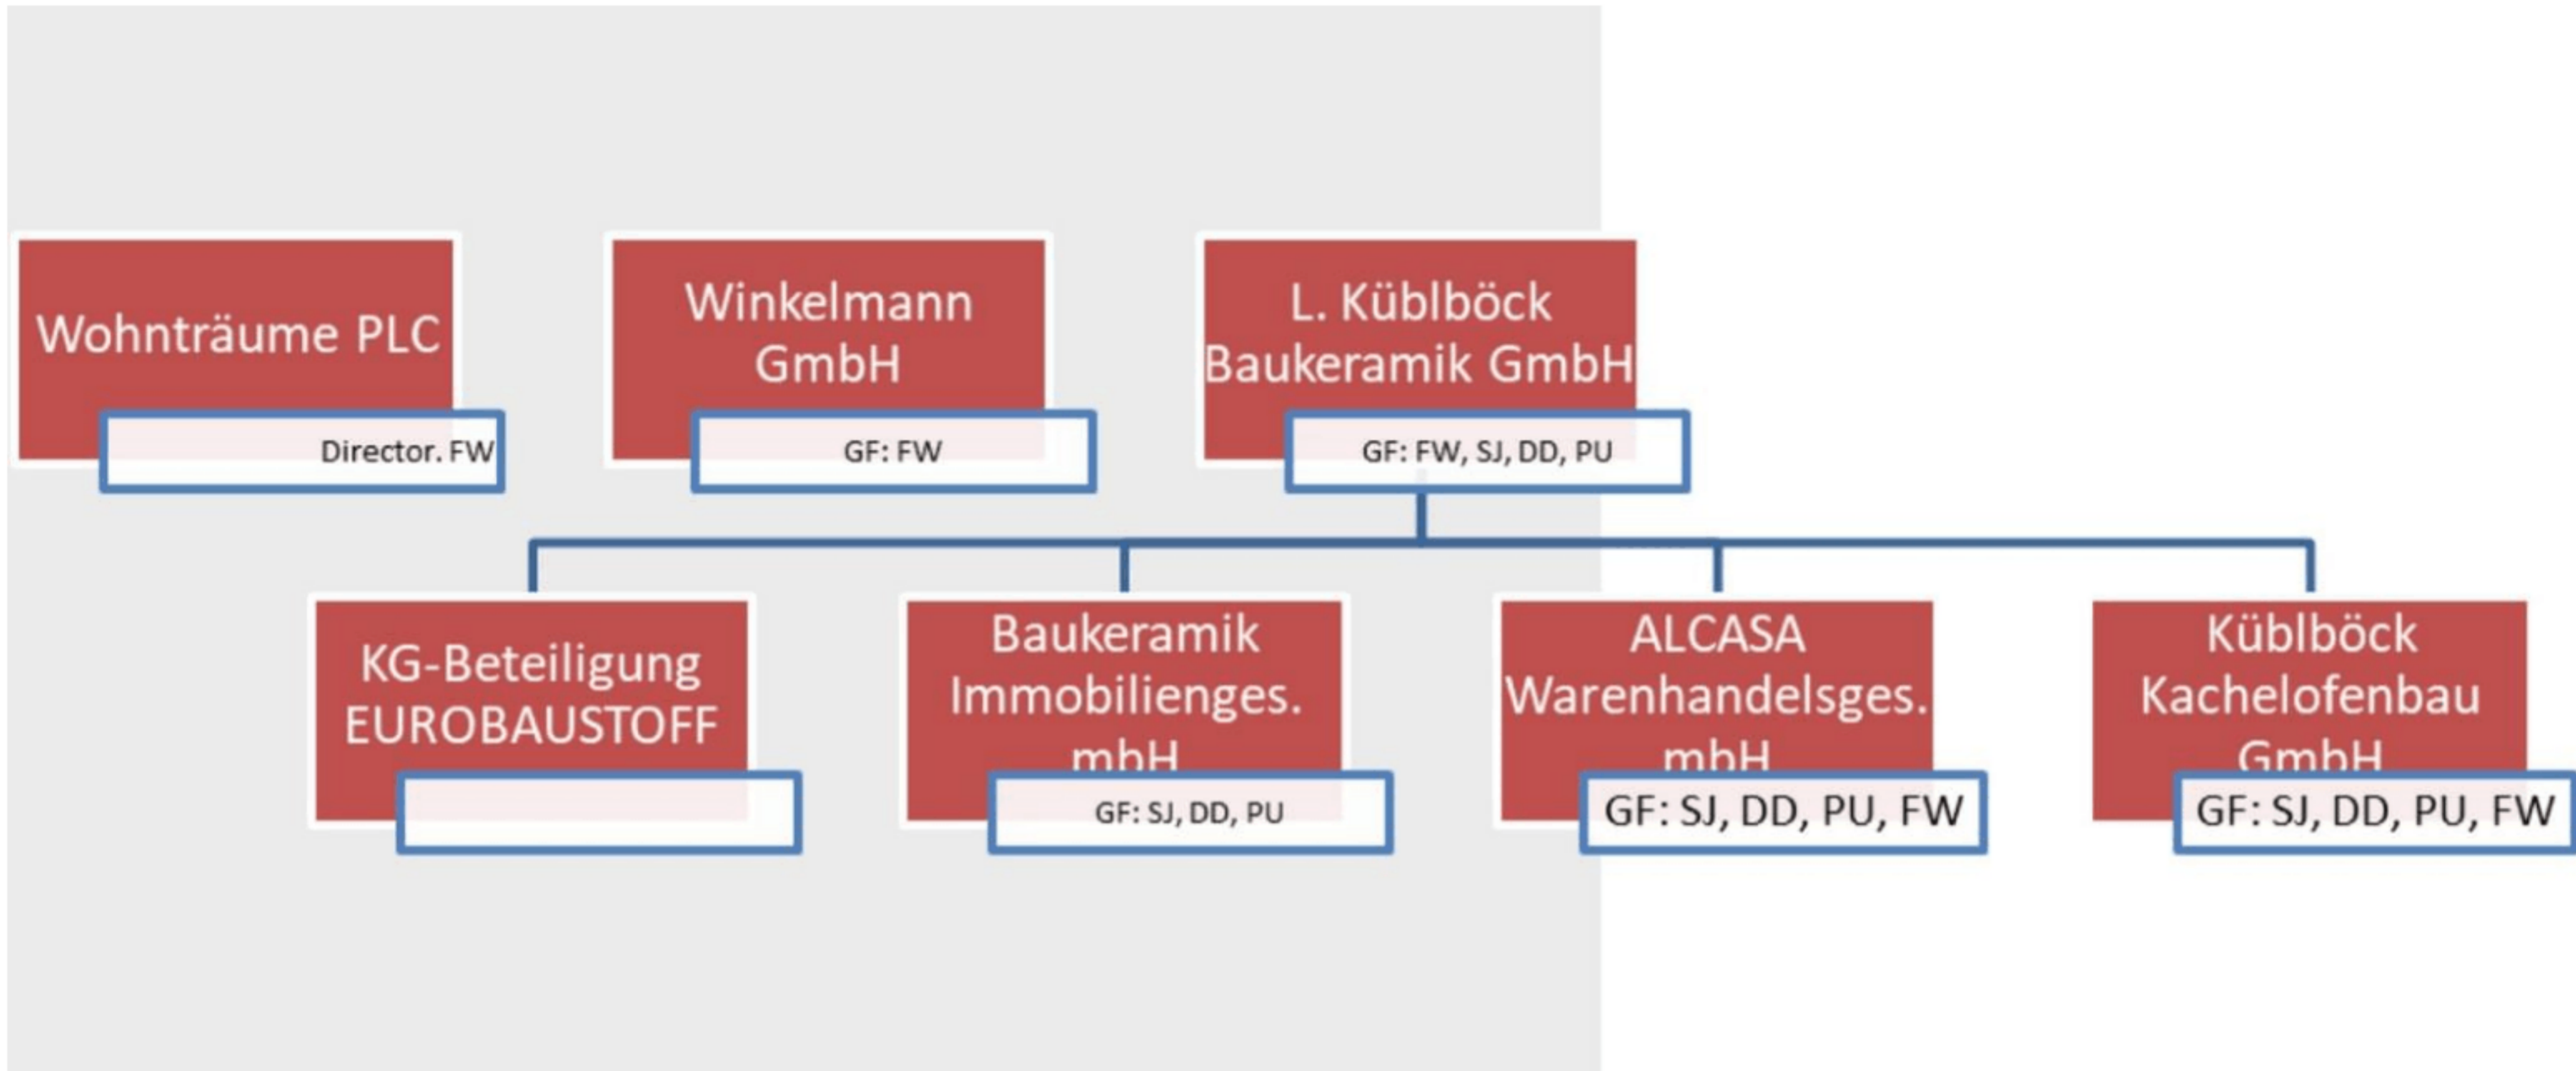 Wohnträume PLC
Director. FW
Winkelmann
GmbH
GF: FW
L. Küblböck
Baukeramik GmbH
GF: FW, SJ, DD, PU
KG-Beteiligung
EUROBAUSTOFF
Baukeramik
Immobilienges.
mbH
GF: SJ, DD, PU
ALCASA
Warenhandelsges.
mbH
GF: SJ, DD, PU, FW
Küblböck
Kachelofenbau
GmbH
GF: SJ, DD, PU, FW